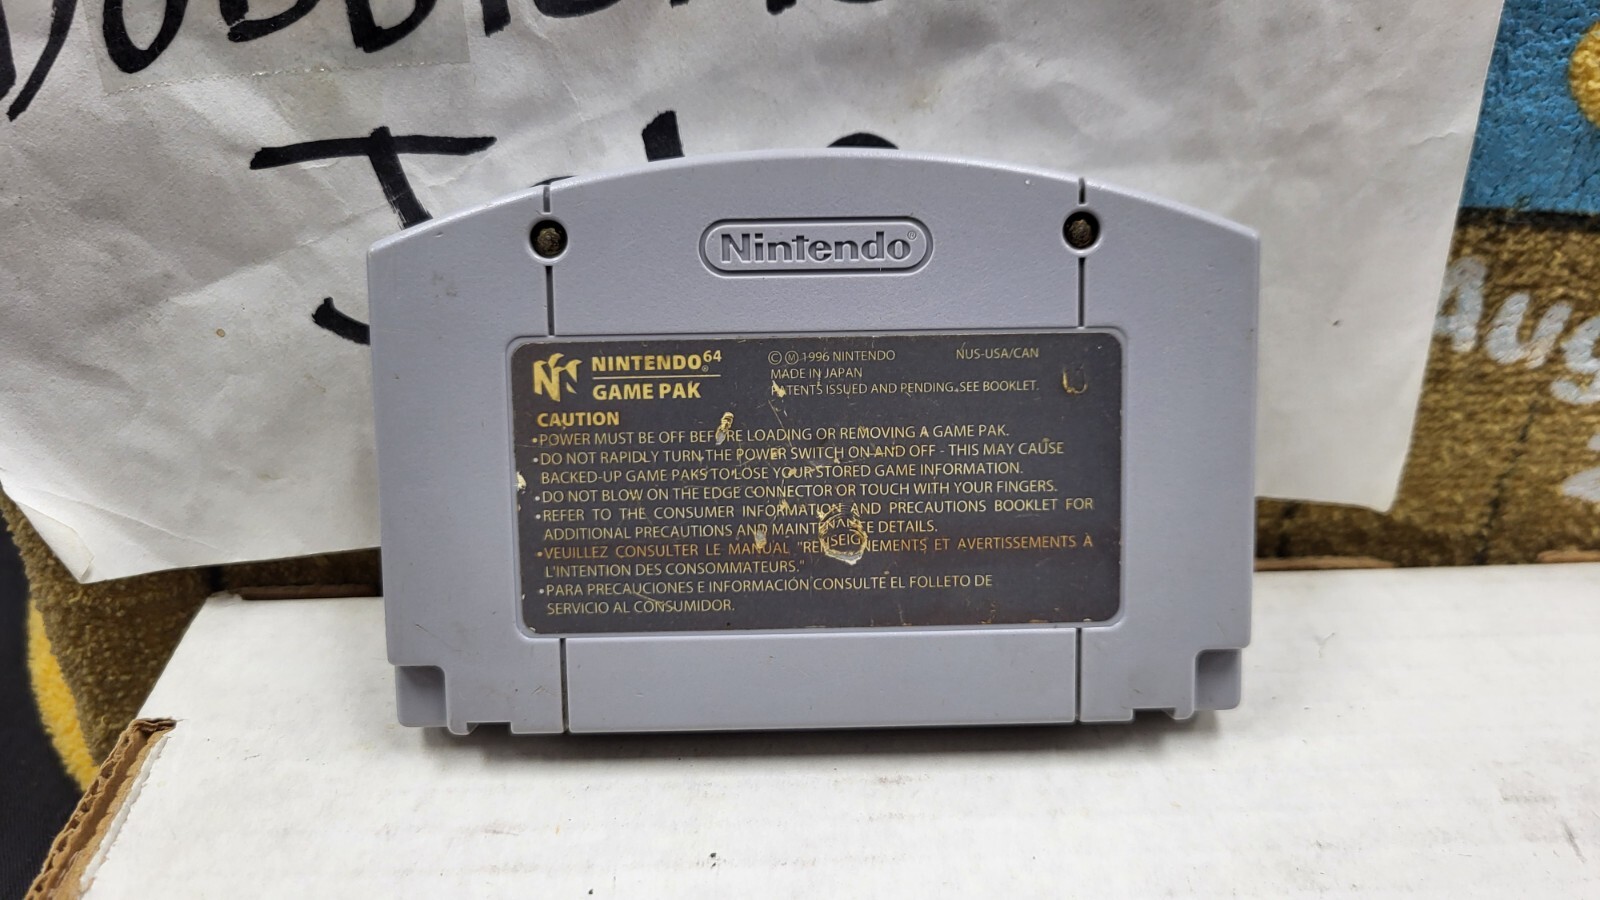 Nintendo®
NINTENDO⁶⁴®
GAME PAK
© Ⓜ 1996 NINTENDO NUS-USA/CAN
MADE IN JAPAN
PATENTS ISSUED AND PENDING. SEE BOOKLET.
CAUTION
•POWER MUST BE OFF BEFORE LOADING OR REMOVING A GAME PAK.
•DO NOT RAPIDLY TURN THE POWER SWITCH ON AND OFF - THIS MAY CAUSE
BACKED-UP GAME PAKS TO LOSE YOUR STORED GAME INFORMATION.
•DO NOT BLOW ON THE EDGE CONNECTOR OR TOUCH WITH YOUR FINGERS.
•REFER TO THE CONSUMER INFORMATION AND PRECAUTIONS BOOKLET FOR
ADDITIONAL PRECAUTIONS AND MAINTENANCE DETAILS.
•VEUILLEZ CONSULTER LE MANUAL "RENSEIGNEMENTS ET AVERTISSEMENTS À
L'INTENTION DES CONSOMMATEURS."
•PARA PRECAUCIONES E INFORMACIÓN CONSULTE EL FOLLETO DE
SERVICIO AL CONSUMIDOR.